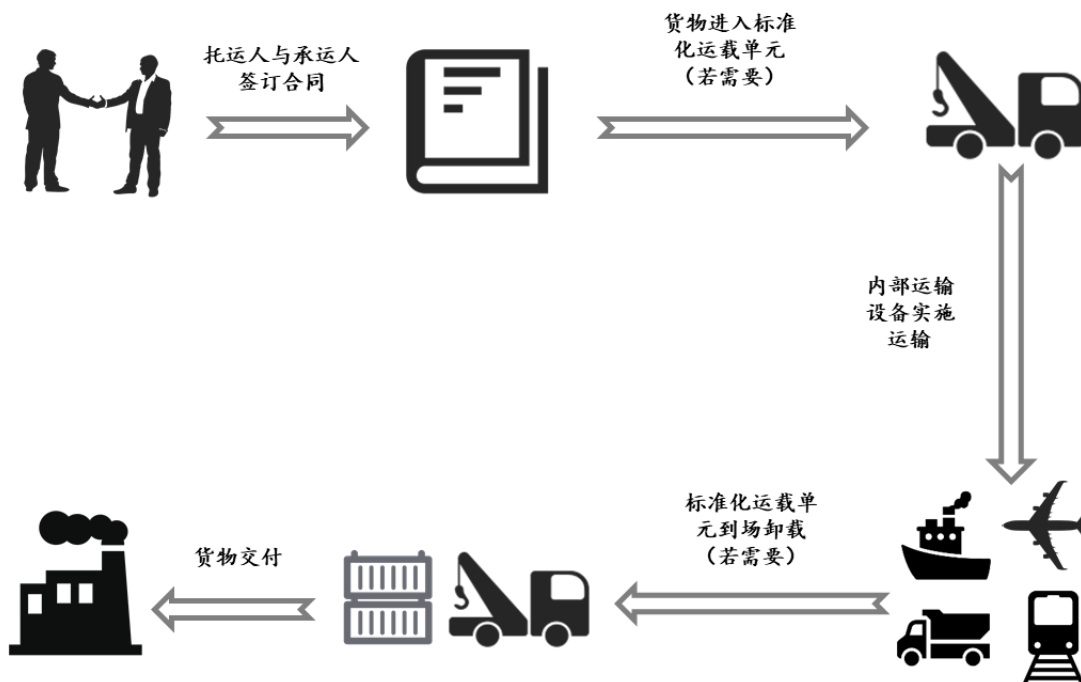 托运人与承运人
签订合同
货物进入标准
化运载单元
（若需要）
内部运输
设备实施
运输
标准化运载单
元到场卸载
（若需要）
货物交付